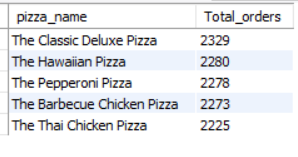 pizza_name Total_orders
The Classic Deluxe Pizza 2329
The Hawaiian Pizza 2280
The Pepperoni Pizza 2278
The Barbecue Chicken Pizza 2273
The Thai Chicken Pizza 2225